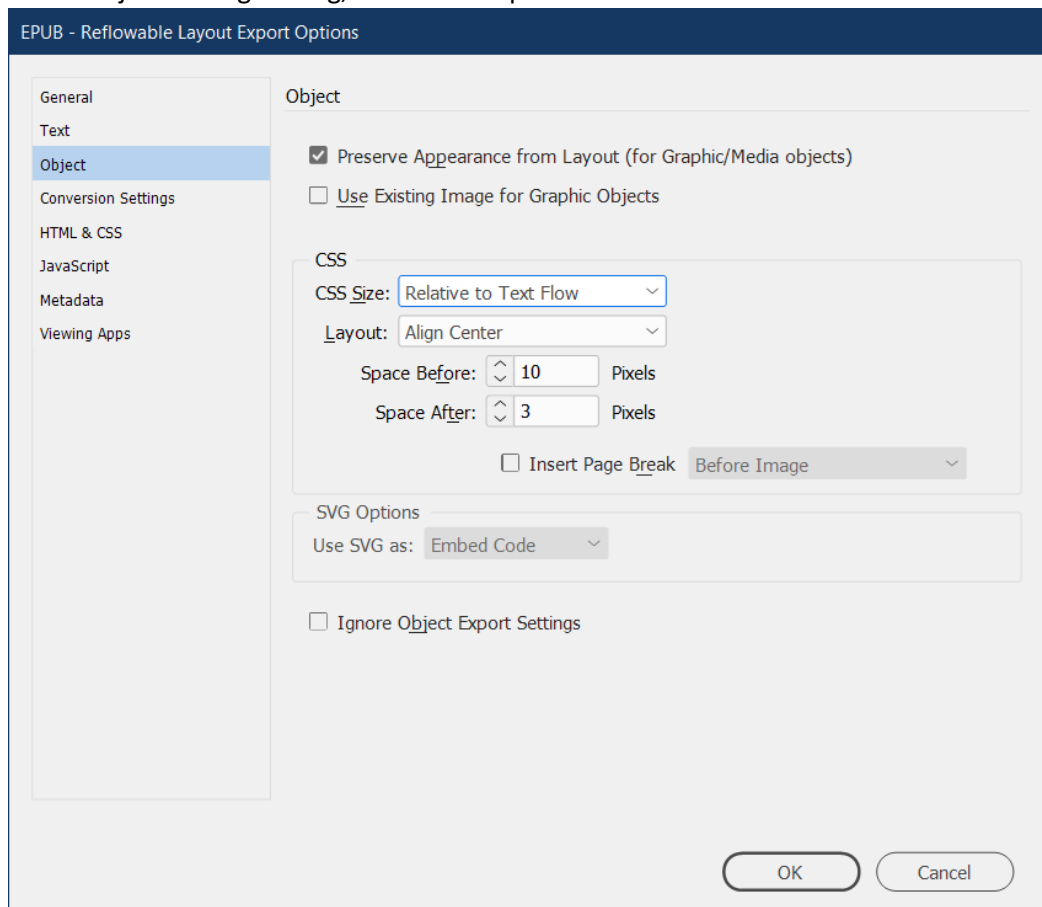 EPUB - Reflowable Layout Export Options
General
Text
Object
Conversion Settings
HTML & CSS
JavaScript
Metadata
Viewing Apps
Object
Preserve Appearance from Layout (for Graphic/Media objects)
Use Existing Image for Graphic Objects
CSS
CSS Size: Relative to Text Flow
Layout: Align Center
Space Before: 10 Pixels
Space After: 3 Pixels
Insert Page Break Before Image
SVG Options
Use SVG as: Embed Code
Ignore Object Export Settings
OK Cancel